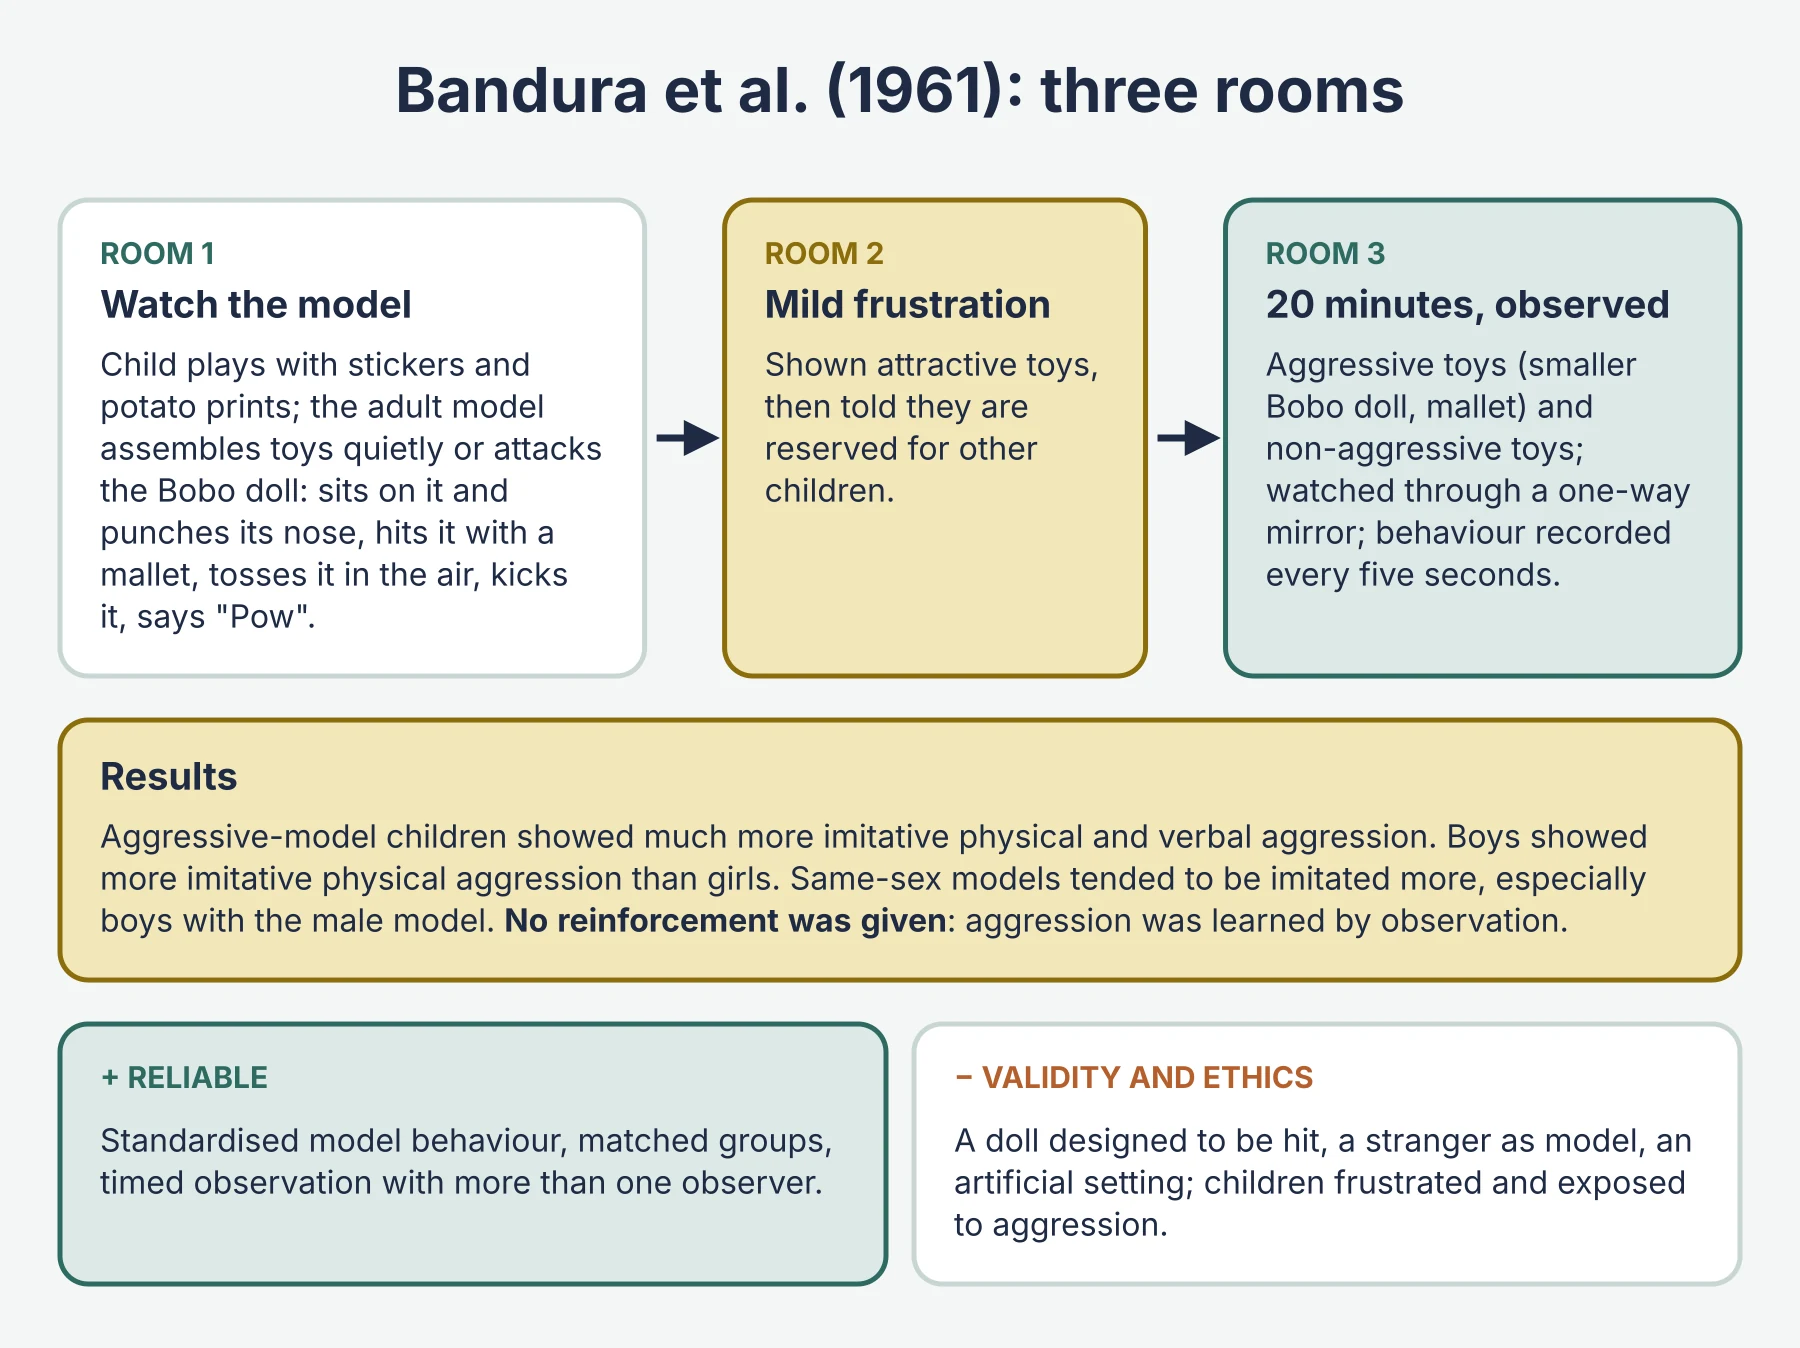 Bandura et al. (1961): three rooms
ROOM 1
Watch the model
Child plays with stickers and
potato prints; the adult model
assembles toys quietly or attacks
the Bobo doll: sits on it and
punches its nose, hits it with a
mallet, tosses it in the air, kicks
it, says "Pow".
ROOM 2
Mild frustration
Shown attractive toys,
then told they are
reserved for other
children.
ROOM 3
20 minutes, observed
Aggressive toys (smaller
Bobo doll, mallet) and
non-aggressive toys;
watched through a one-way
mirror; behaviour recorded
every five seconds.
Results
Aggressive-model children showed much more imitative physical and verbal aggression. Boys showed
more imitative physical aggression than girls. Same-sex models tended to be imitated more, especially
boys with the male model. No reinforcement was given: aggression was learned by observation.
+ RELIABLE
Standardised model behaviour, matched groups,
timed observation with more than one observer.
− VALIDITY AND ETHICS
A doll designed to be hit, a stranger as model, an
artificial setting; children frustrated and exposed
to aggression.